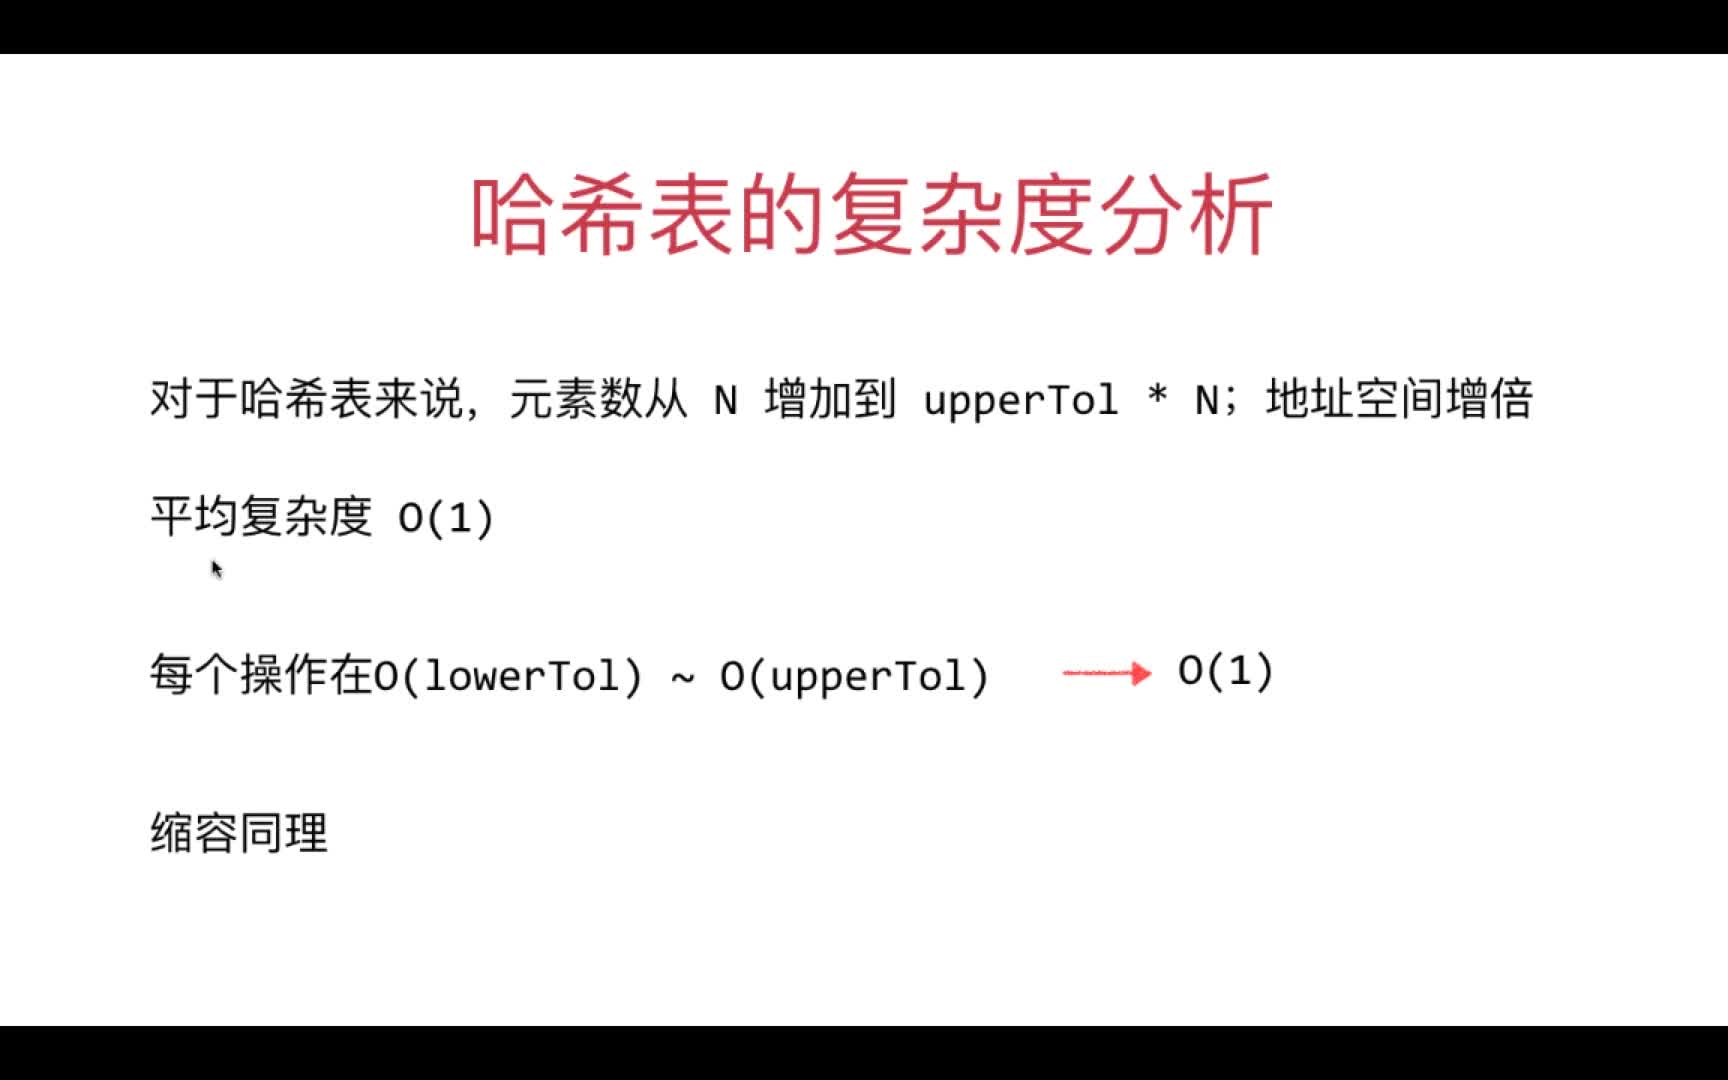 哈希表的复杂度分析
对于哈希表来说，元素数从 N 增加到 upperTol * N；地址空间增倍
平均复杂度 O(1)
每个操作在O(lowerTol) ~ O(upperTol) O(1)
缩容同理